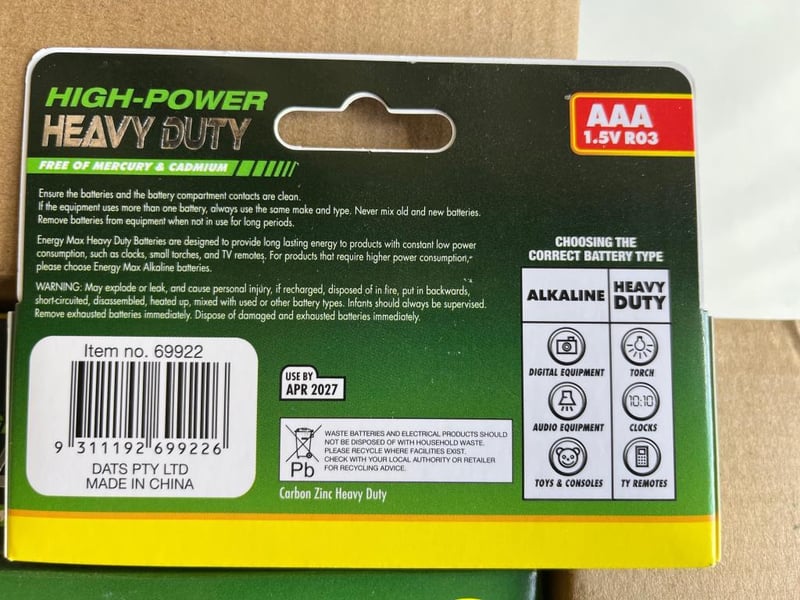 HIGH-POWER
HEAVY DUTY
FREE OF MERCURY & CADMIUM
AAA
1.5V R03
Ensure the batteries and the battery compartment contacts are clean.
If the equipment uses more than one battery, always use the same make and type. Never mix old and new batteries.
Remove batteries from equipment when not in use for long periods.
Energy Max Heavy Duty Batteries are designed to provide long lasting energy to products with constant low power
consumption, such as clocks, small torches, and TV remotes. For products that require higher power consumption,
please choose Energy Max Alkaline batteries.
WARNING: May explode or leak, and cause personal injury, if recharged, disposed of in fire, put in backwards,
short-circuited, disassembled, heated up, mixed with used or other battery types. Infants should always be supervised.
Remove exhausted batteries immediately. Dispose of damaged and exhausted batteries immediately.
CHOOSING THE
CORRECT BATTERY TYPE
ALKALINE
HEAVY
DUTY
DIGITAL EQUIPMENT
TORCH
AUDIO EQUIPMENT
10:10
CLOCKS
TOYS & CONSOLES
TV REMOTES
Item no. 69922
9 311192 699226
DATS PTY LTD
MADE IN CHINA
USE BY
APR 2027
Pb
WASTE BATTERIES AND ELECTRICAL PRODUCTS SHOULD
NOT BE DISPOSED OF WITH HOUSEHOLD WASTE.
PLEASE RECYCLE WHERE FACILITIES EXIST.
CHECK WITH YOUR LOCAL AUTHORITY OR RETAILER
FOR RECYCLING ADVICE.
Carbon Zinc Heavy Duty